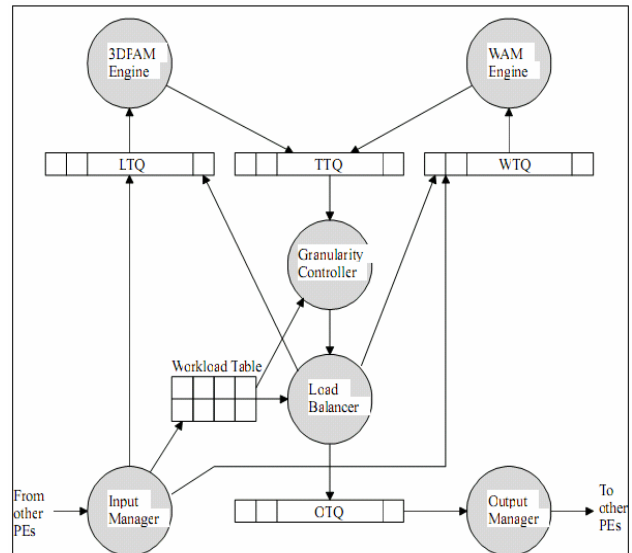 3DPAM
Engine
WAM
Engine
LTQ
TTQ
WTQ
Granularity
Controller
Workload Table
Load
Balancer
From
other
PEs
Input
Manager
OTQ
Output
Manager
To
other
PEs